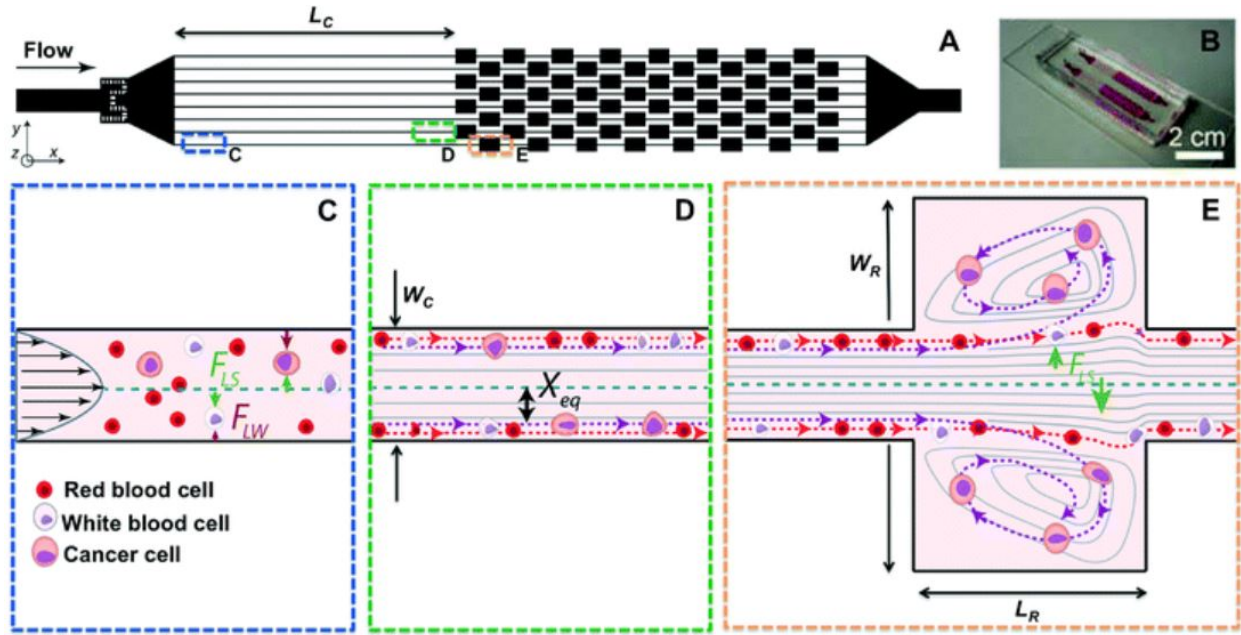 L_C
A
B
Flow
y
z
x
C
D
E
2 cm
C
F_LS
F_LW
Red blood cell
White blood cell
Cancer cell
D
W_C
X_eq
E
W_R
F_LS
L_R